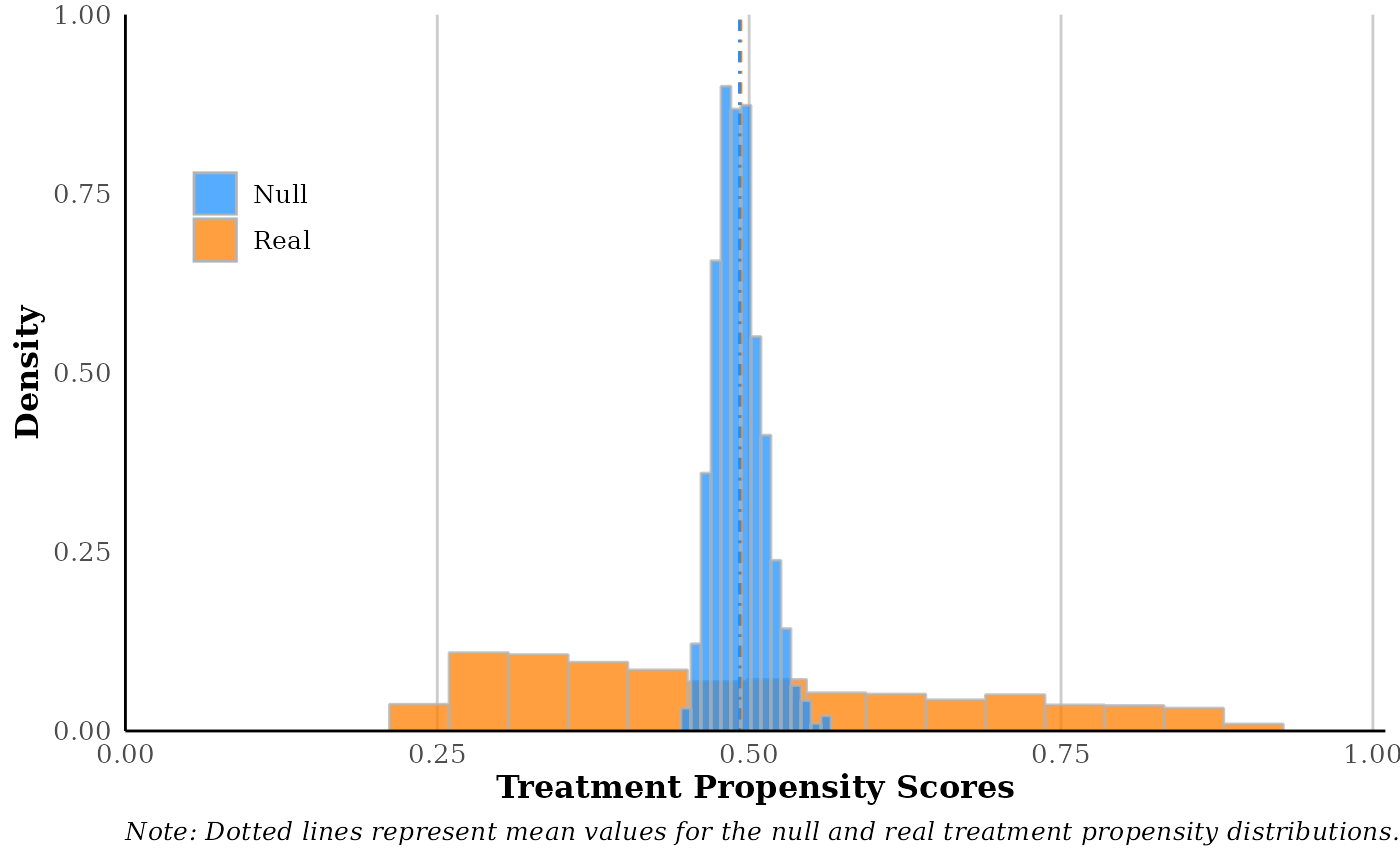 1.00
0.75
0.50
0.25
0.00
Density
Null
Real
0.00 0.25 0.50 0.75 1.00
Treatment Propensity Scores
Note: Dotted lines represent mean values for the null and real treatment propensity distributions.